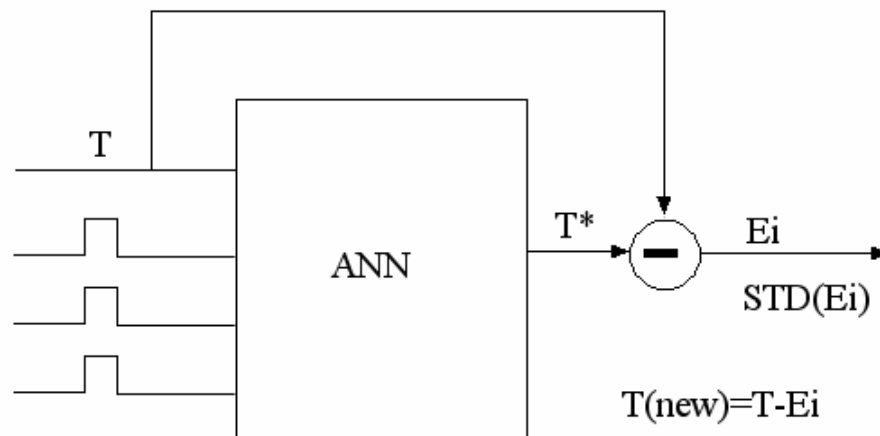 T
T*
ANN
Ei
STD(Ei)
T(new)=T-Ei